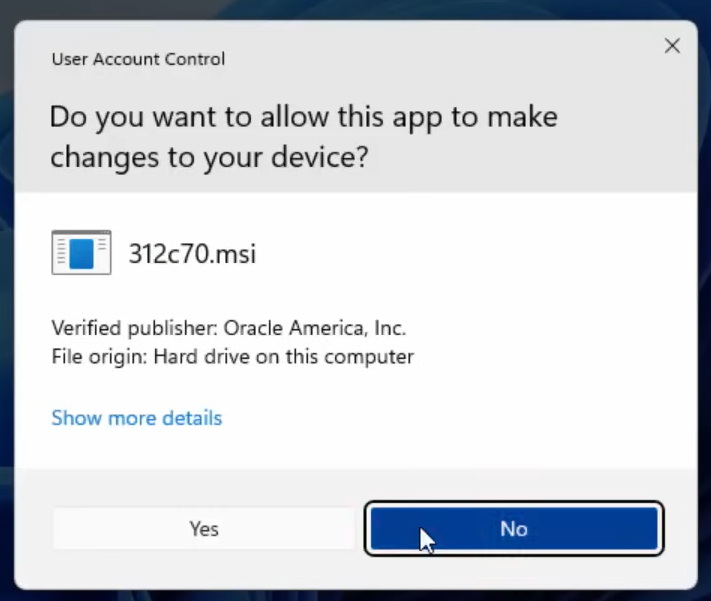 User Account Control
Do you want to allow this app to make
changes to your device?
312c70.msi
Verified publisher: Oracle America, Inc.
File origin: Hard drive on this computer
Show more details
Yes
No